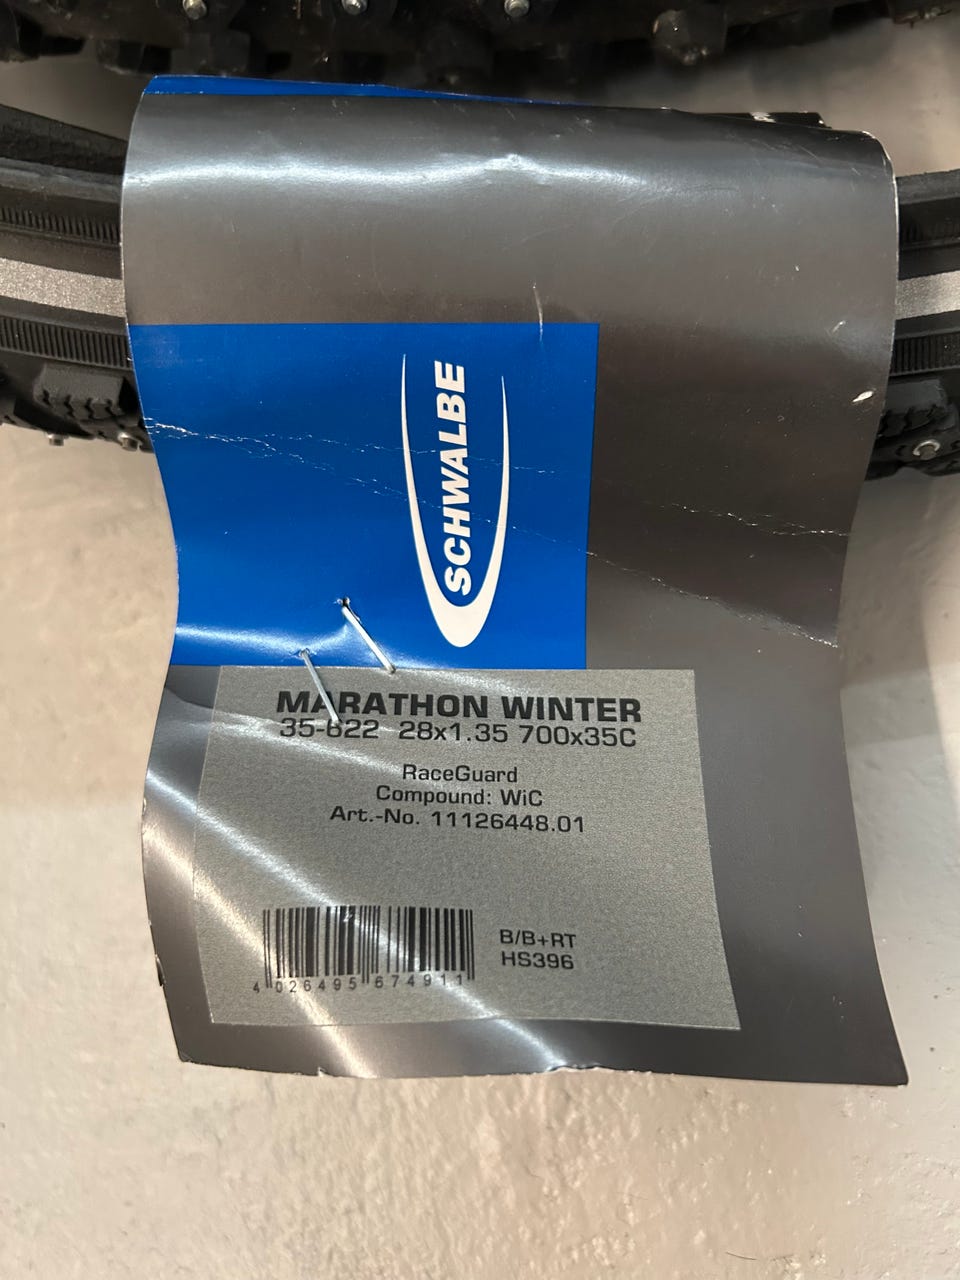 SCHWALBE
MARATHON WINTER
35-622 28x1.35 700x35C
RaceGuard
Compound: WiC
Art.-No. 11126448.01
B/B+RT
HS396
4 026495 674911